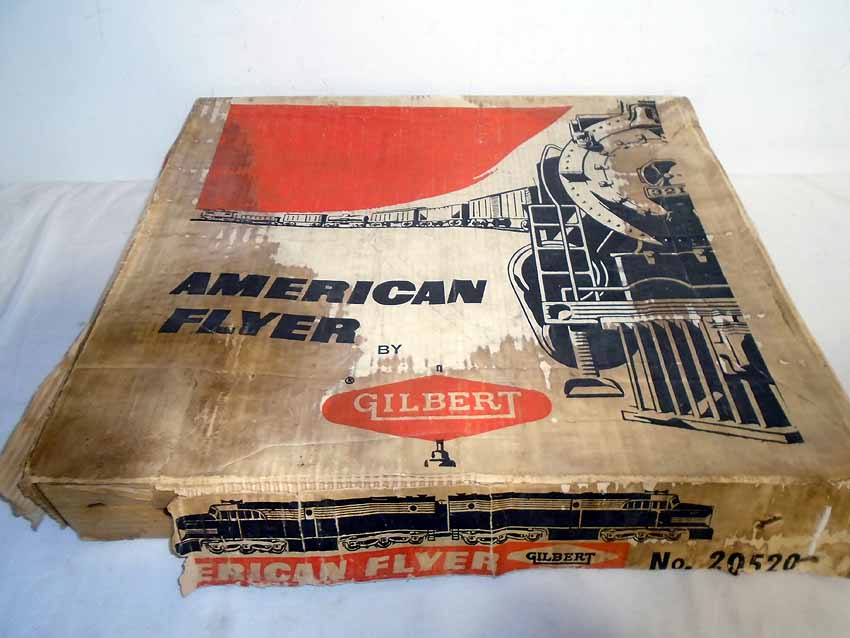 AMERICAN
FLYER
BY
®
GILBERT
ERICAN FLYER GILBERT No. 20520